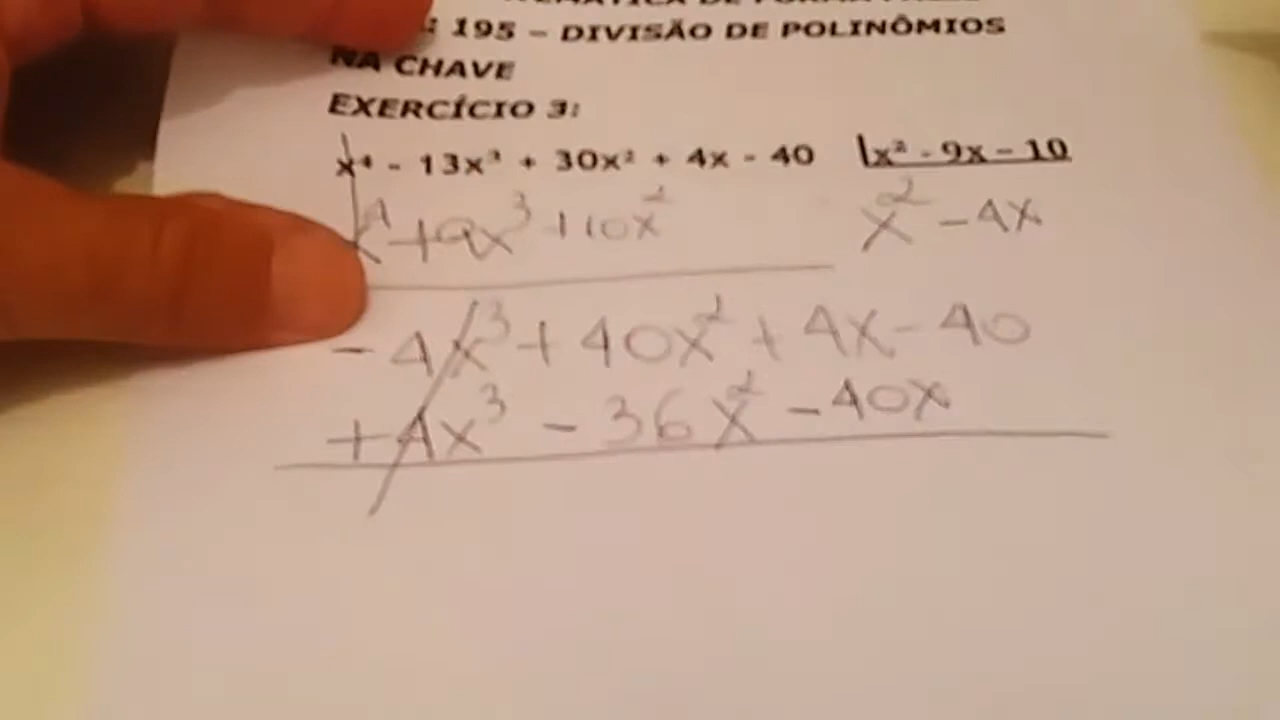 195 – DIVISÃO DE POLINÔMIOS
NA CHAVE
EXERCÍCIO 3:
x⁴ - 13x³ + 30x² + 4x - 40 |x² - 9x – 10
+9x³ +10x² x² - 4x
- 4x³ + 40x² + 4x - 40
+ 4x³ - 36x² - 40x